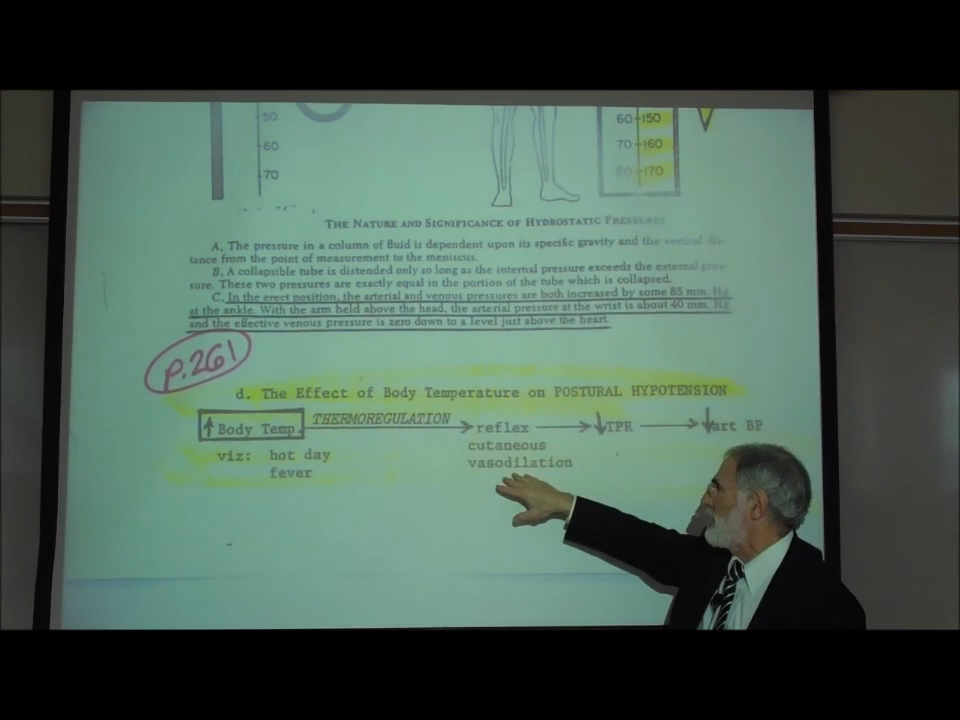 50
60
70
60 150
70 160
80 170
THE NATURE AND SIGNIFICANCE OF HYDROSTATIC PRESSURES
A. The pressure in a column of fluid is dependent upon its specific gravity and the vertical dis-
tance from the point of measurement to the meniscus.
B. A collapsible tube is distended only so long as the internal pressure exceeds the external pres-
sure. These two pressures are exactly equal in the portion of the tube which is collapsed.
C. In the erect position, the arterial and venous pressures are both increased by some 85 mm. Hg
at the ankle. With the arm held above the head, the arterial pressure at the wrist is about 40 mm. Hg
and the effective venous pressure is zero down to a level just above the heart.
p.261
d. The Effect of Body Temperature on POSTURAL HYPOTENSION
↑ Body Temp. THERMOREGULATION → reflex → ↓TPR → ↓art BP
cutaneous
viz: hot day vasodilation
fever